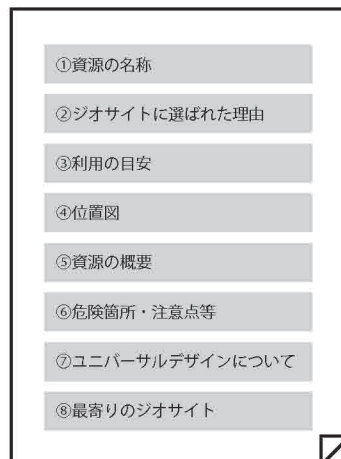 ①資源の名称
②ジオサイトに選ばれた理由
③利用の目安
④位置図
⑤資源の概要
⑥危険箇所・注意点等
⑦ユニバーサルデザインについて
⑧最寄りのジオサイト